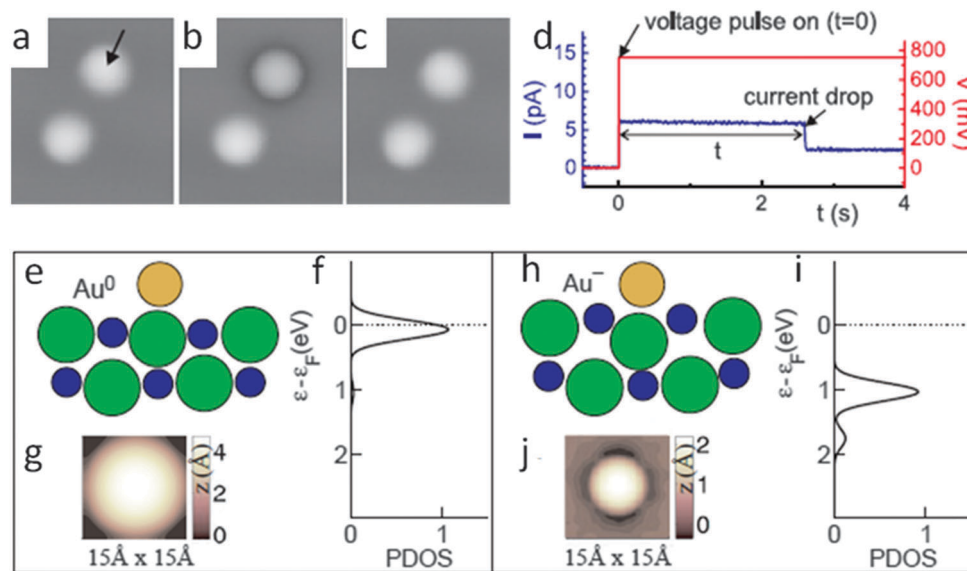 a
b
c
d
voltage pulse on (t=0)
15
10
5
0
I (pA)
current drop
t
800
600
400
200
0
0
2
4
t (s)
e
Au⁰
f
0
1
2
ε-ε_F(eV)
0
1
PDOS
g
4
2
0
z (Å)
15Å x 15Å
h
Au⁻
i
0
1
2
ε-ε_F(eV)
0
1
PDOS
j
2
1
0
z (Å)
15Å x 15Å